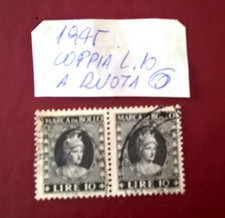 1945
COPPIA L.10
A RUOTA
MARCA DA BOLLO MARCA DA BOLLO
LIRE 10 LIRE 10